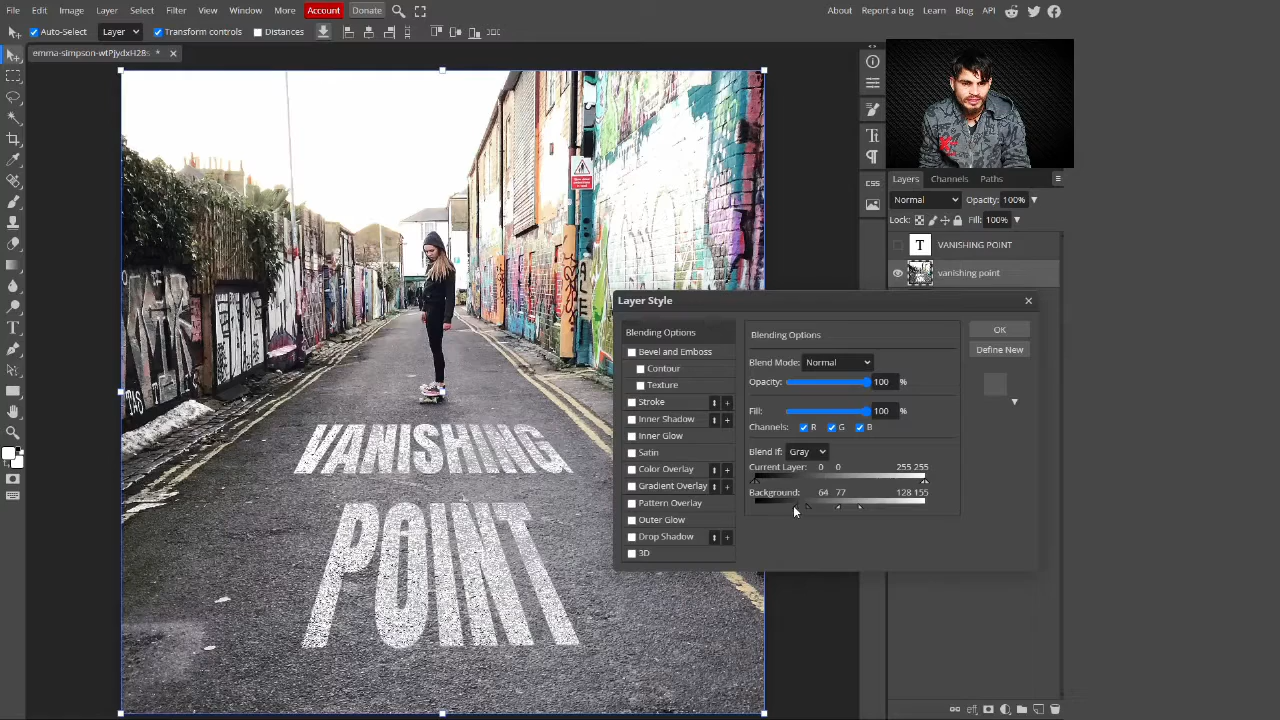 File Edit Image Layer Select Filter View Window More Account Donate About Report a bug Learn Blog API
Auto-Select Layer Transform controls Distances
emma-simpson-wtPjydxH28s *
VANISHING
POINT
Layers Channels Paths
Normal Opacity: 100%
Lock: Fill: 100%
T VANISHING POINT
vanishing point
CSS
Layer Style
Blending Options
Bevel and Emboss
Contour
Texture
Stroke
Inner Shadow
Inner Glow
Satin
Color Overlay
Gradient Overlay
Pattern Overlay
Outer Glow
Drop Shadow
3D
Blending Options
Blend Mode: Normal
Opacity: 100 %
Fill: 100 %
Channels: R G B
Blend If: Gray
Current Layer: 0 0 255 255
Background: 64 77 128 155
OK
Define New